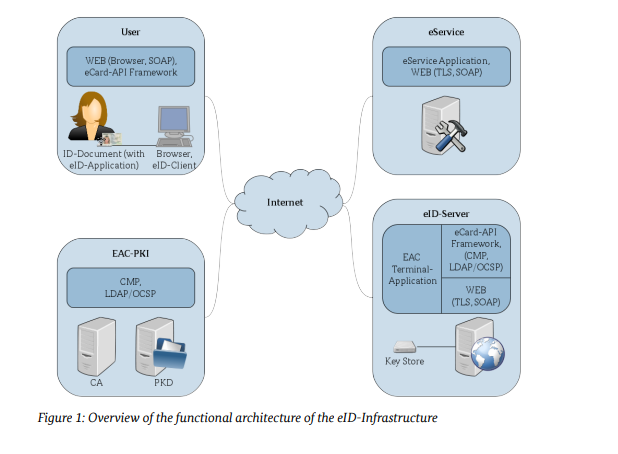 User
WEB (Browser, SOAP),
eCard-API Framework
ID-Document (with
eID-Application)
Browser,
eID-Client
eService
eService Application,
WEB (TLS, SOAP)
Internet
EAC-PKI
CMP,
LDAP/OCSP
CA
PKD
eID-Server
EAC
Terminal-
Application
eCard-API
Framework,
(CMP,
LDAP/OCSP)
WEB
(TLS, SOAP)
Key Store
Figure 1: Overview of the functional architecture of the eID-Infrastructure